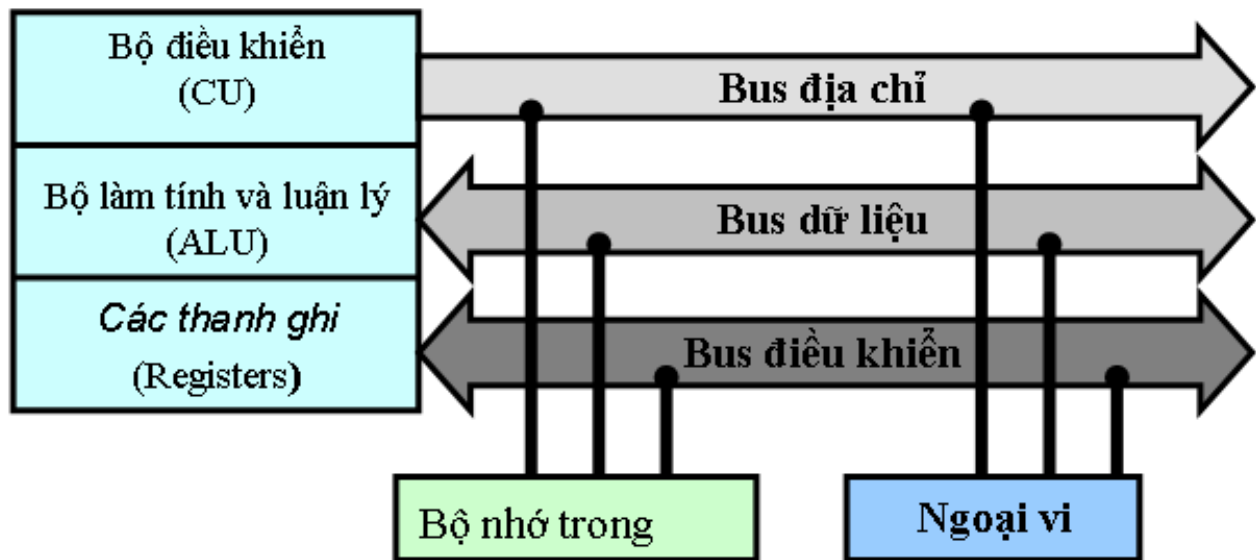 Bộ điều khiển
(CU)
Bus địa chỉ
Bộ làm tính và luận lý
(ALU)
Bus dữ liệu
Các thanh ghi
(Registers)
Bus điều khiển
Bộ nhớ trong
Ngoại vi